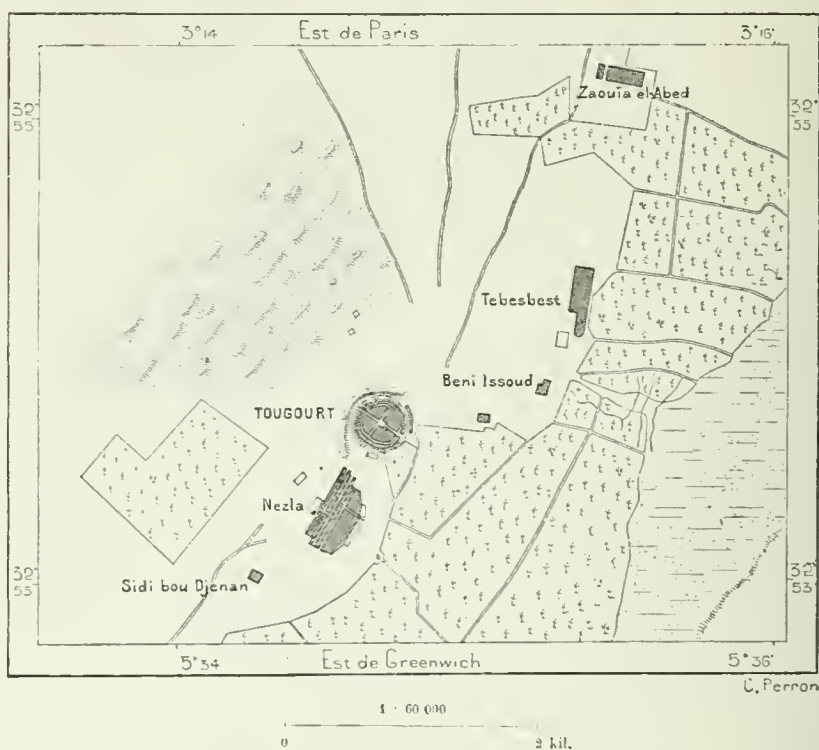 3°14 Est de Paris 3°16'
Zaouïa el-Abed
32°
55
32°
55
Tebesbest
Beni Issoud
TOUGOURT
Nezla
Sidi bou Djenan
32°
53
32°
53
5°34 Est de Greenwich 5°36'
C. Perron
1 : 60 000
0 2 kil.